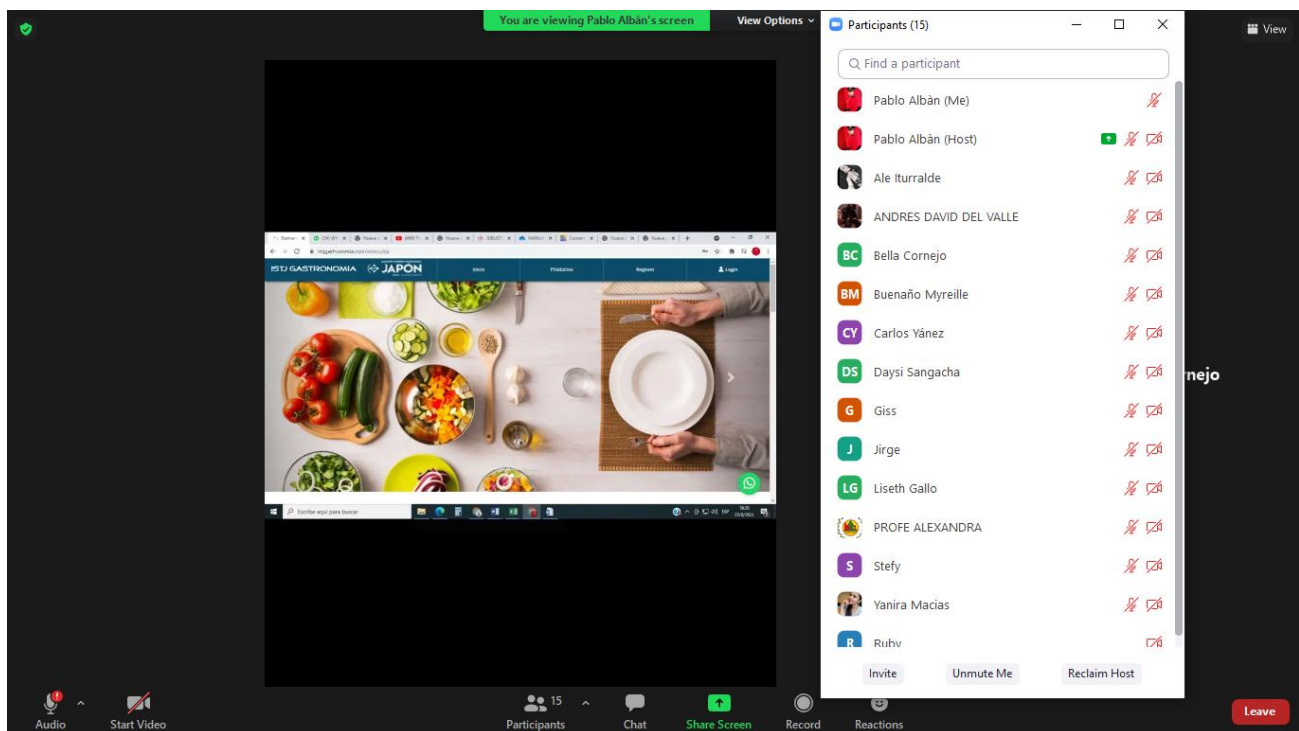 You are viewing Pablo Albàn's screen
View Options
View
Participants (15)
Find a participant
Pablo Albàn (Me)
Pablo Albàn (Host)
Ale Iturralde
ANDRES DAVID DEL VALLE
BC Bella Cornejo
BM Buenaño Myreille
CY Carlos Yánez
DS Daysi Sangacha
G Giss
J Jirge
LG Liseth Gallo
PROFE ALEXANDRA
S Stefy
Yanira Macias
R Ruby
Invite Unmute Me Reclaim Host
nejo
ISTJ GASTRONOMIA JAPÓN Inicio Productos Registro Login
Escribe aquí para buscar
Audio Start Video Participants 15 Chat Share Screen Record Reactions Leave